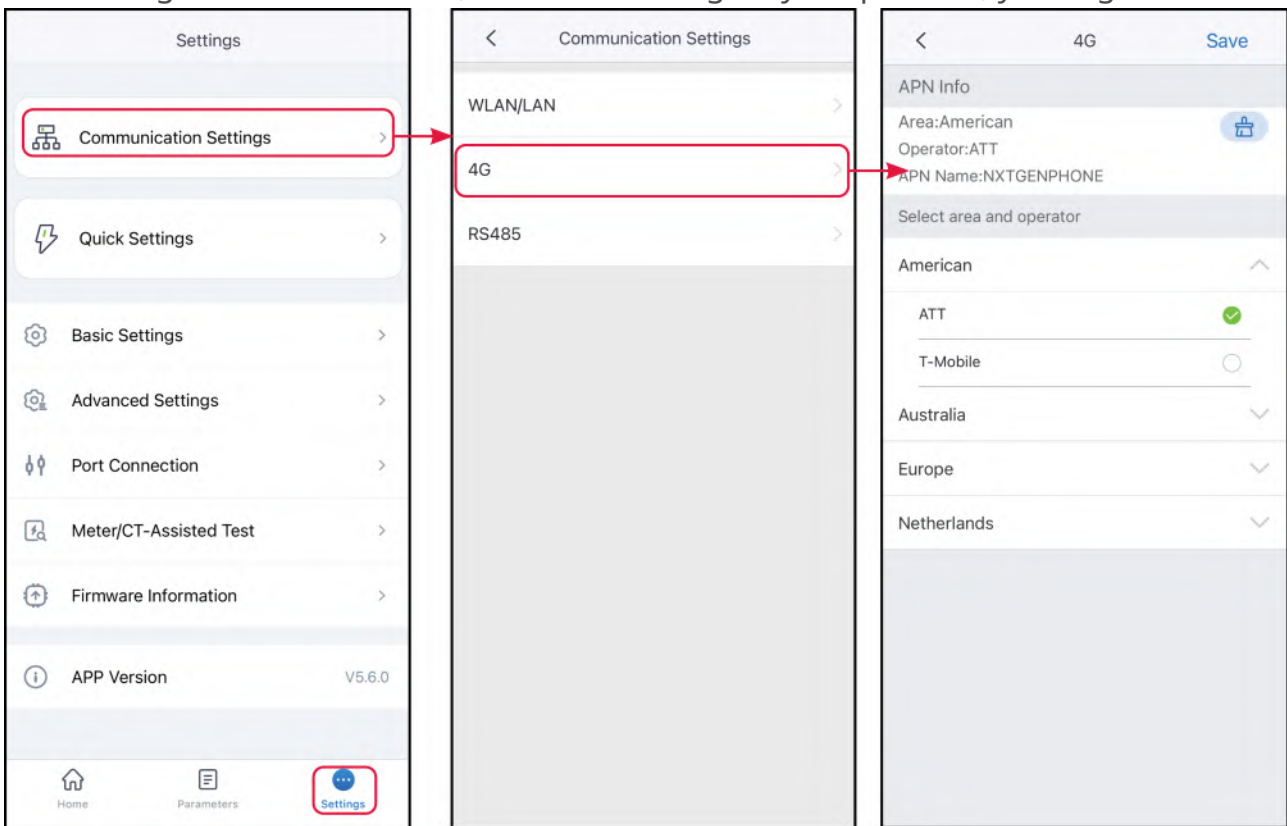 Settings
Communication Settings
Quick Settings
Basic Settings
Advanced Settings
Port Connection
Meter/CT-Assisted Test
Firmware Information
APP Version V5.6.0
Home Parameters Settings
Communication Settings
WLAN/LAN
4G
RS485
4G Save
APN Info
Area:American
Operator:ATT
APN Name:NXTGENPHONE
Select area and operator
American
ATT
T-Mobile
Australia
Europe
Netherlands